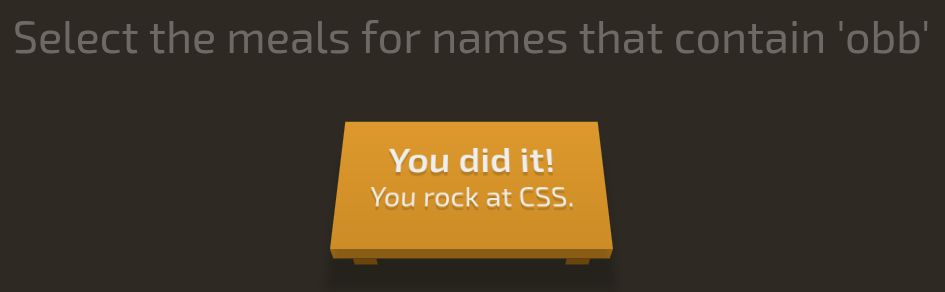 Select the meals for names that contain 'obb'
You did it!
You rock at CSS.